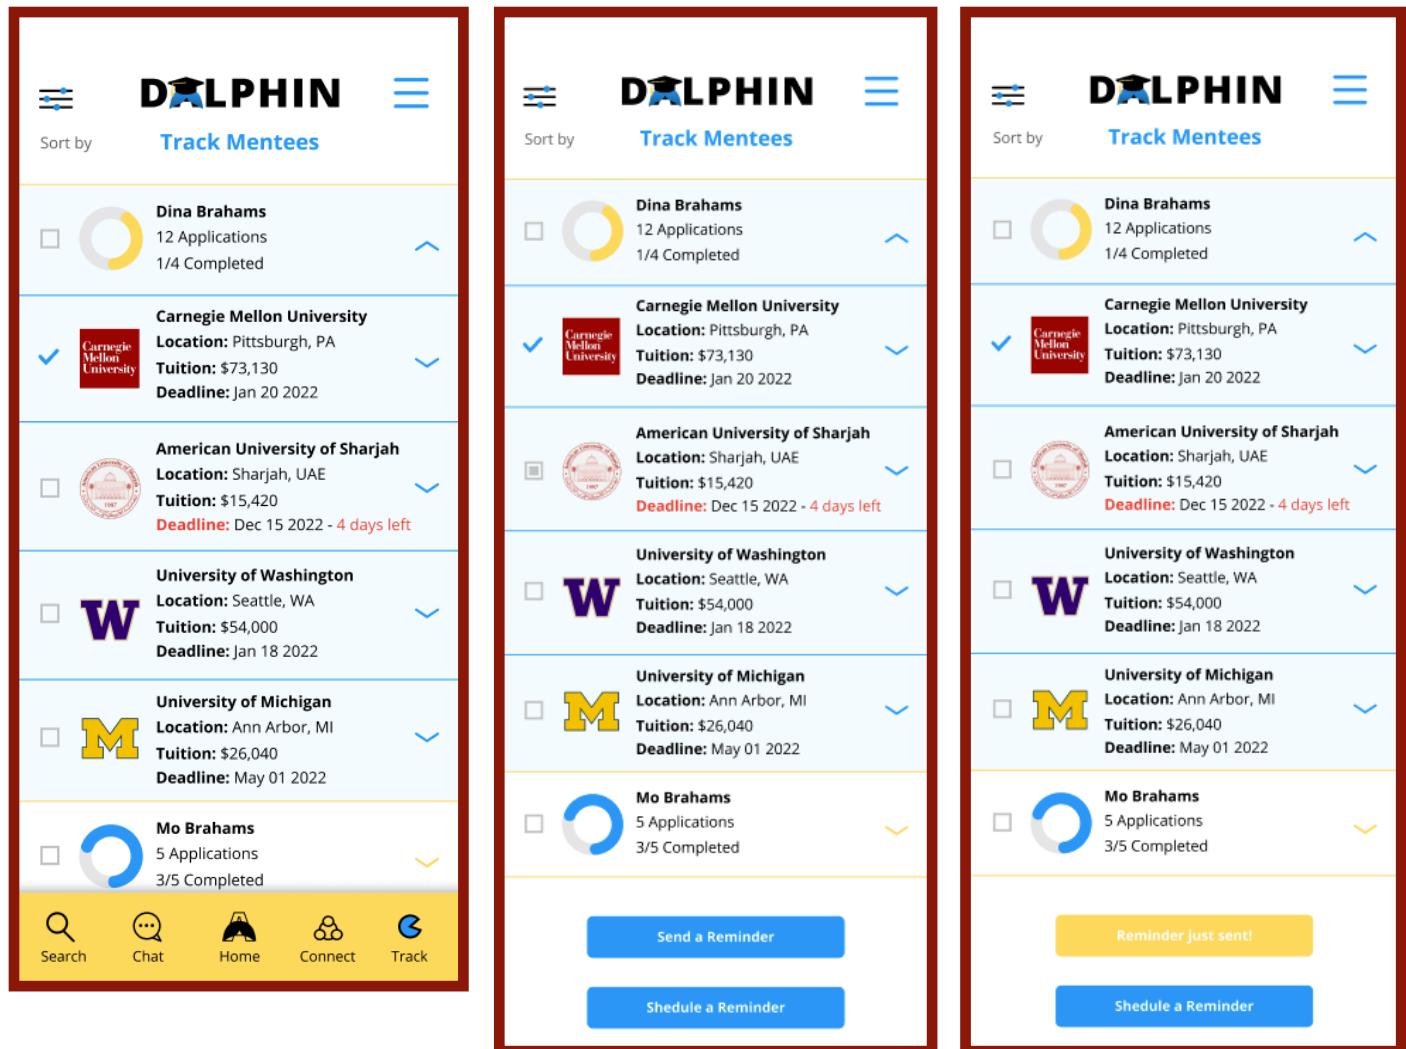 DALPHIN
Sort by
Track Mentees
Dina Brahams
12 Applications
1/4 Completed
Carnegie Mellon University
Carnegie
Mellon
University
Location: Pittsburgh, PA
Tuition: $73,130
Deadline: Jan 20 2022
American University of Sharjah
Location: Sharjah, UAE
Tuition: $15,420
Deadline: Dec 15 2022 - 4 days left
University of Washington
W
Location: Seattle, WA
Tuition: $54,000
Deadline: Jan 18 2022
University of Michigan
M
Location: Ann Arbor, MI
Tuition: $26,040
Deadline: May 01 2022
Mo Brahams
5 Applications
3/5 Completed
Search
Chat
Home
Connect
Track
DALPHIN
Sort by
Track Mentees
Dina Brahams
12 Applications
1/4 Completed
Carnegie Mellon University
Carnegie
Mellon
University
Location: Pittsburgh, PA
Tuition: $73,130
Deadline: Jan 20 2022
American University of Sharjah
Location: Sharjah, UAE
Tuition: $15,420
Deadline: Dec 15 2022 - 4 days left
University of Washington
W
Location: Seattle, WA
Tuition: $54,000
Deadline: Jan 18 2022
University of Michigan
M
Location: Ann Arbor, MI
Tuition: $26,040
Deadline: May 01 2022
Mo Brahams
5 Applications
3/5 Completed
Send a Reminder
Shedule a Reminder
DALPHIN
Sort by
Track Mentees
Dina Brahams
12 Applications
1/4 Completed
Carnegie Mellon University
Carnegie
Mellon
University
Location: Pittsburgh, PA
Tuition: $73,130
Deadline: Jan 20 2022
American University of Sharjah
Location: Sharjah, UAE
Tuition: $15,420
Deadline: Dec 15 2022 - 4 days left
University of Washington
W
Location: Seattle, WA
Tuition: $54,000
Deadline: Jan 18 2022
University of Michigan
M
Location: Ann Arbor, MI
Tuition: $26,040
Deadline: May 01 2022
Mo Brahams
5 Applications
3/5 Completed
Reminder just sent!
Shedule a Reminder